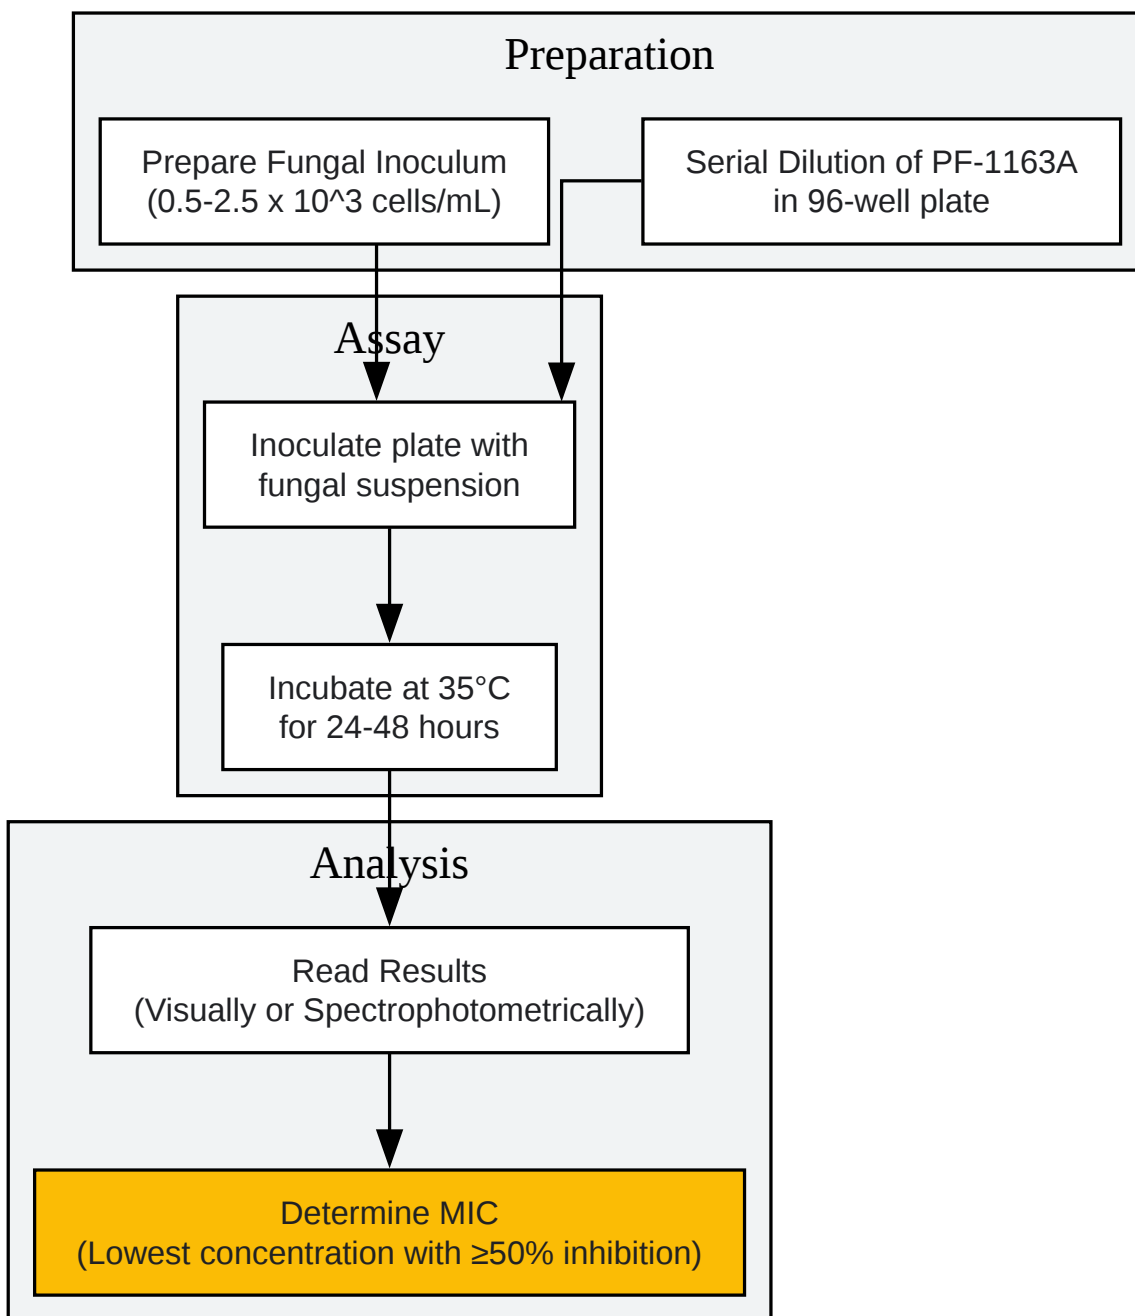 Preparation
Prepare Fungal Inoculum
(0.5-2.5 x 10^3 cells/mL)
Serial Dilution of PF-1163A
in 96-well plate
Assay
Inoculate plate with
fungal suspension
Incubate at 35°C
for 24-48 hours
Analysis
Read Results
(Visually or Spectrophotometrically)
Determine MIC
(Lowest concentration with ≥50% inhibition)